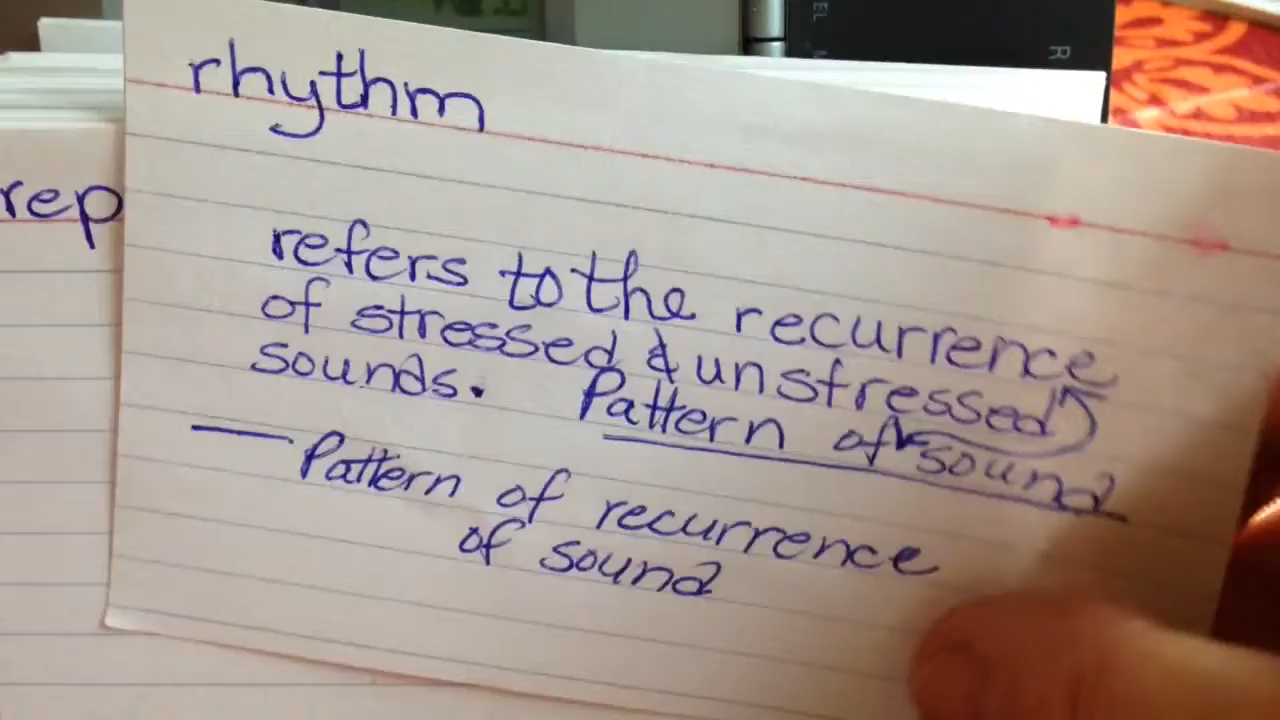 rhythm
rep
refers to the recurrence
of stressed & unstressed
sounds. Pattern of sound
— Pattern of recurrence
of sound
R